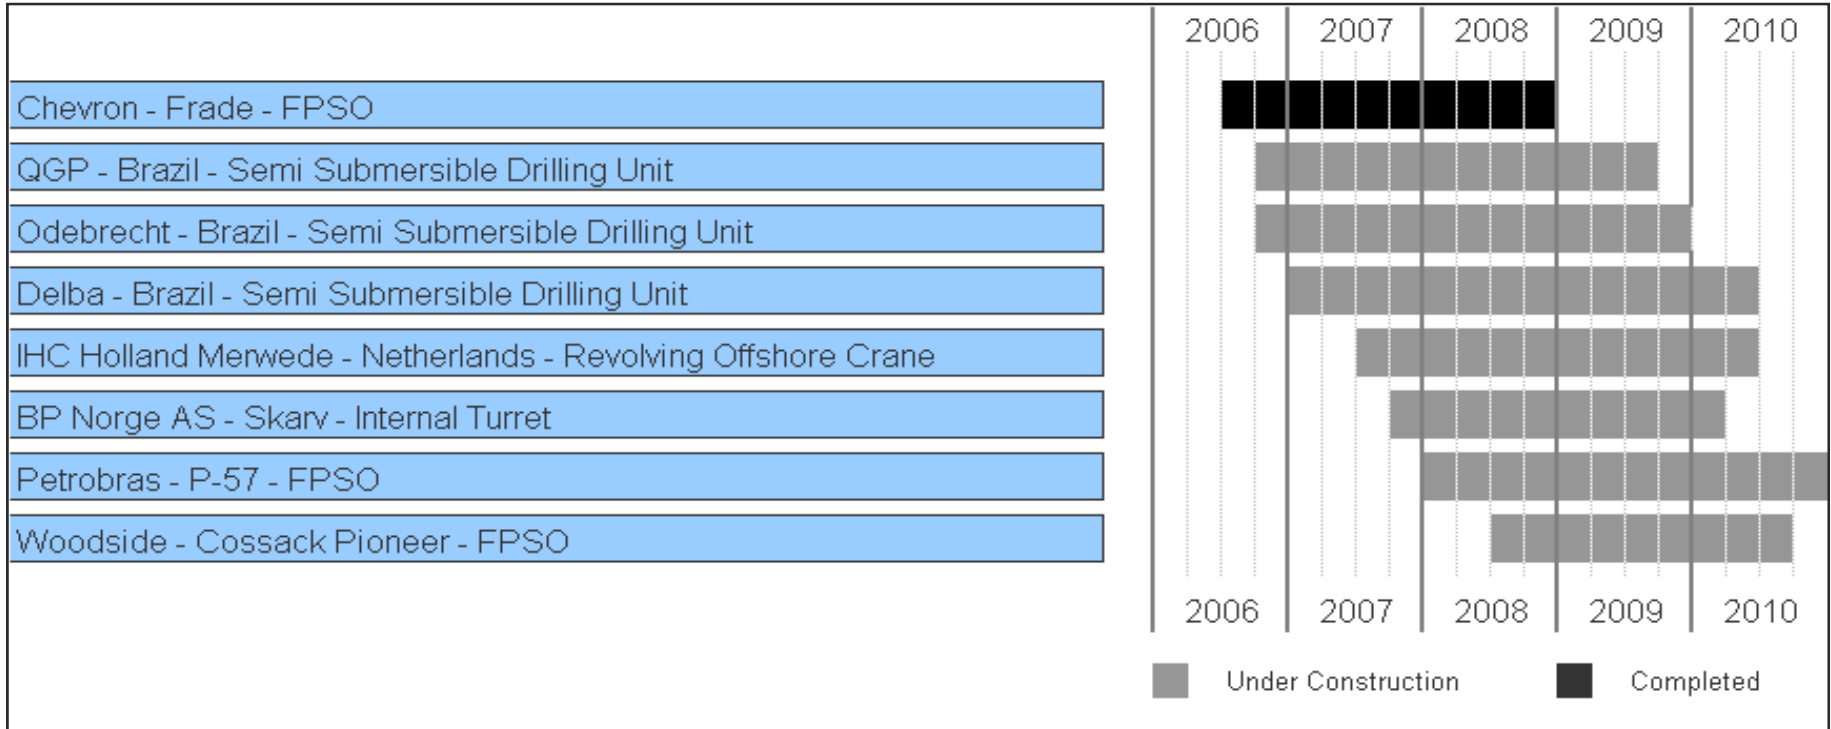 2006 2007 2008 2009 2010
Chevron - Frade - FPSO
QGP - Brazil - Semi Submersible Drilling Unit
Odebrecht - Brazil - Semi Submersible Drilling Unit
Delba - Brazil - Semi Submersible Drilling Unit
IHC Holland Merwede - Netherlands - Revolving Offshore Crane
BP Norge AS - Skarv - Internal Turret
Petrobras - P-57 - FPSO
Woodside - Cossack Pioneer - FPSO
2006 2007 2008 2009 2010
Under Construction Completed